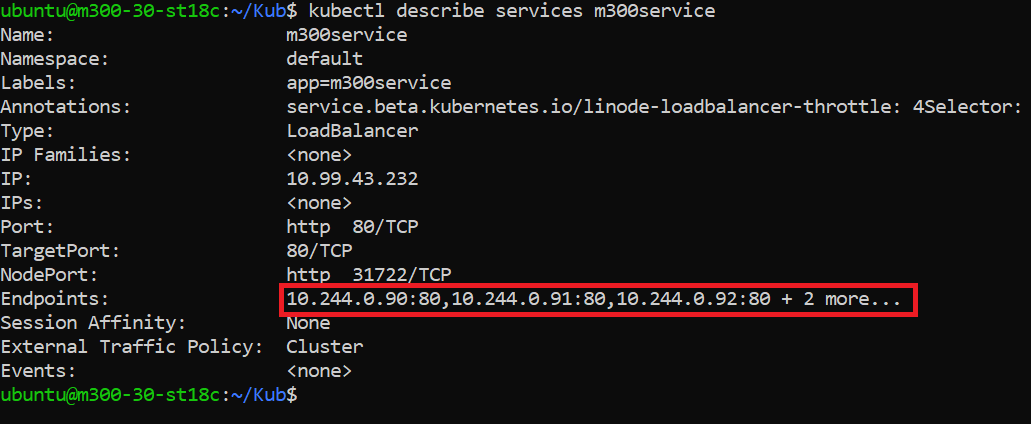 ubuntu@m300-30-st18c:~/Kub$ kubectl describe services m300service
Name:                     m300service
Namespace:                default
Labels:                   app=m300service
Annotations:              service.beta.kubernetes.io/linode-loadbalancer-throttle: 4Selector:
Type:                     LoadBalancer
IP Families:              <none>
IP:                       10.99.43.232
IPs:                      <none>
Port:                     http  80/TCP
TargetPort:               80/TCP
NodePort:                 http  31722/TCP
Endpoints:                10.244.0.90:80,10.244.0.91:80,10.244.0.92:80 + 2 more...
Session Affinity:         None
External Traffic Policy:  Cluster
Events:                   <none>
ubuntu@m300-30-st18c:~/Kub$